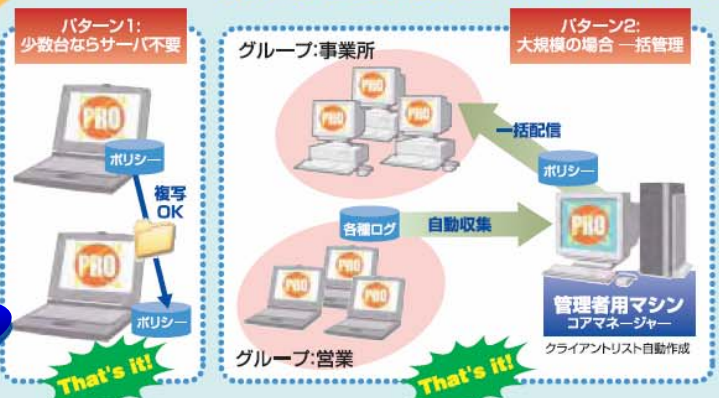 パターン1:
少数台ならサーバ不要
PRO
ポリシー
複写
OK
PRO
ポリシー
That's it!
パターン2:
大規模の場合 一括管理
グループ:事業所
PRO
PRO
PRO
一括配信
ポリシー
各種ログ
自動収集
PRO
PRO
PRO
PRO
管理者用マシン
コアマネージャー
クライアントリスト自動作成
グループ:営業
That's it!